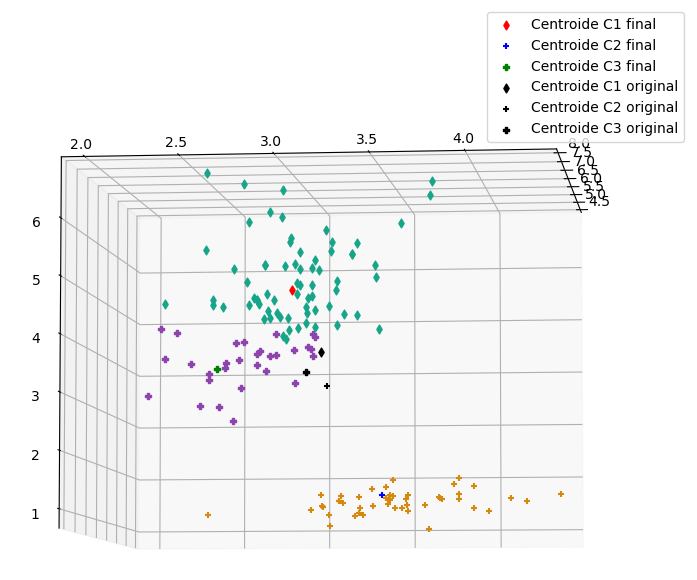 Centroide C1 final
Centroide C2 final
Centroide C3 final
Centroide C1 original
Centroide C2 original
Centroide C3 original
2.0 2.5 3.0 3.5 4.0
8.0
7.5
7.0
6.5
6.0
5.5
5.0
4.5
6
5
4
3
2
1